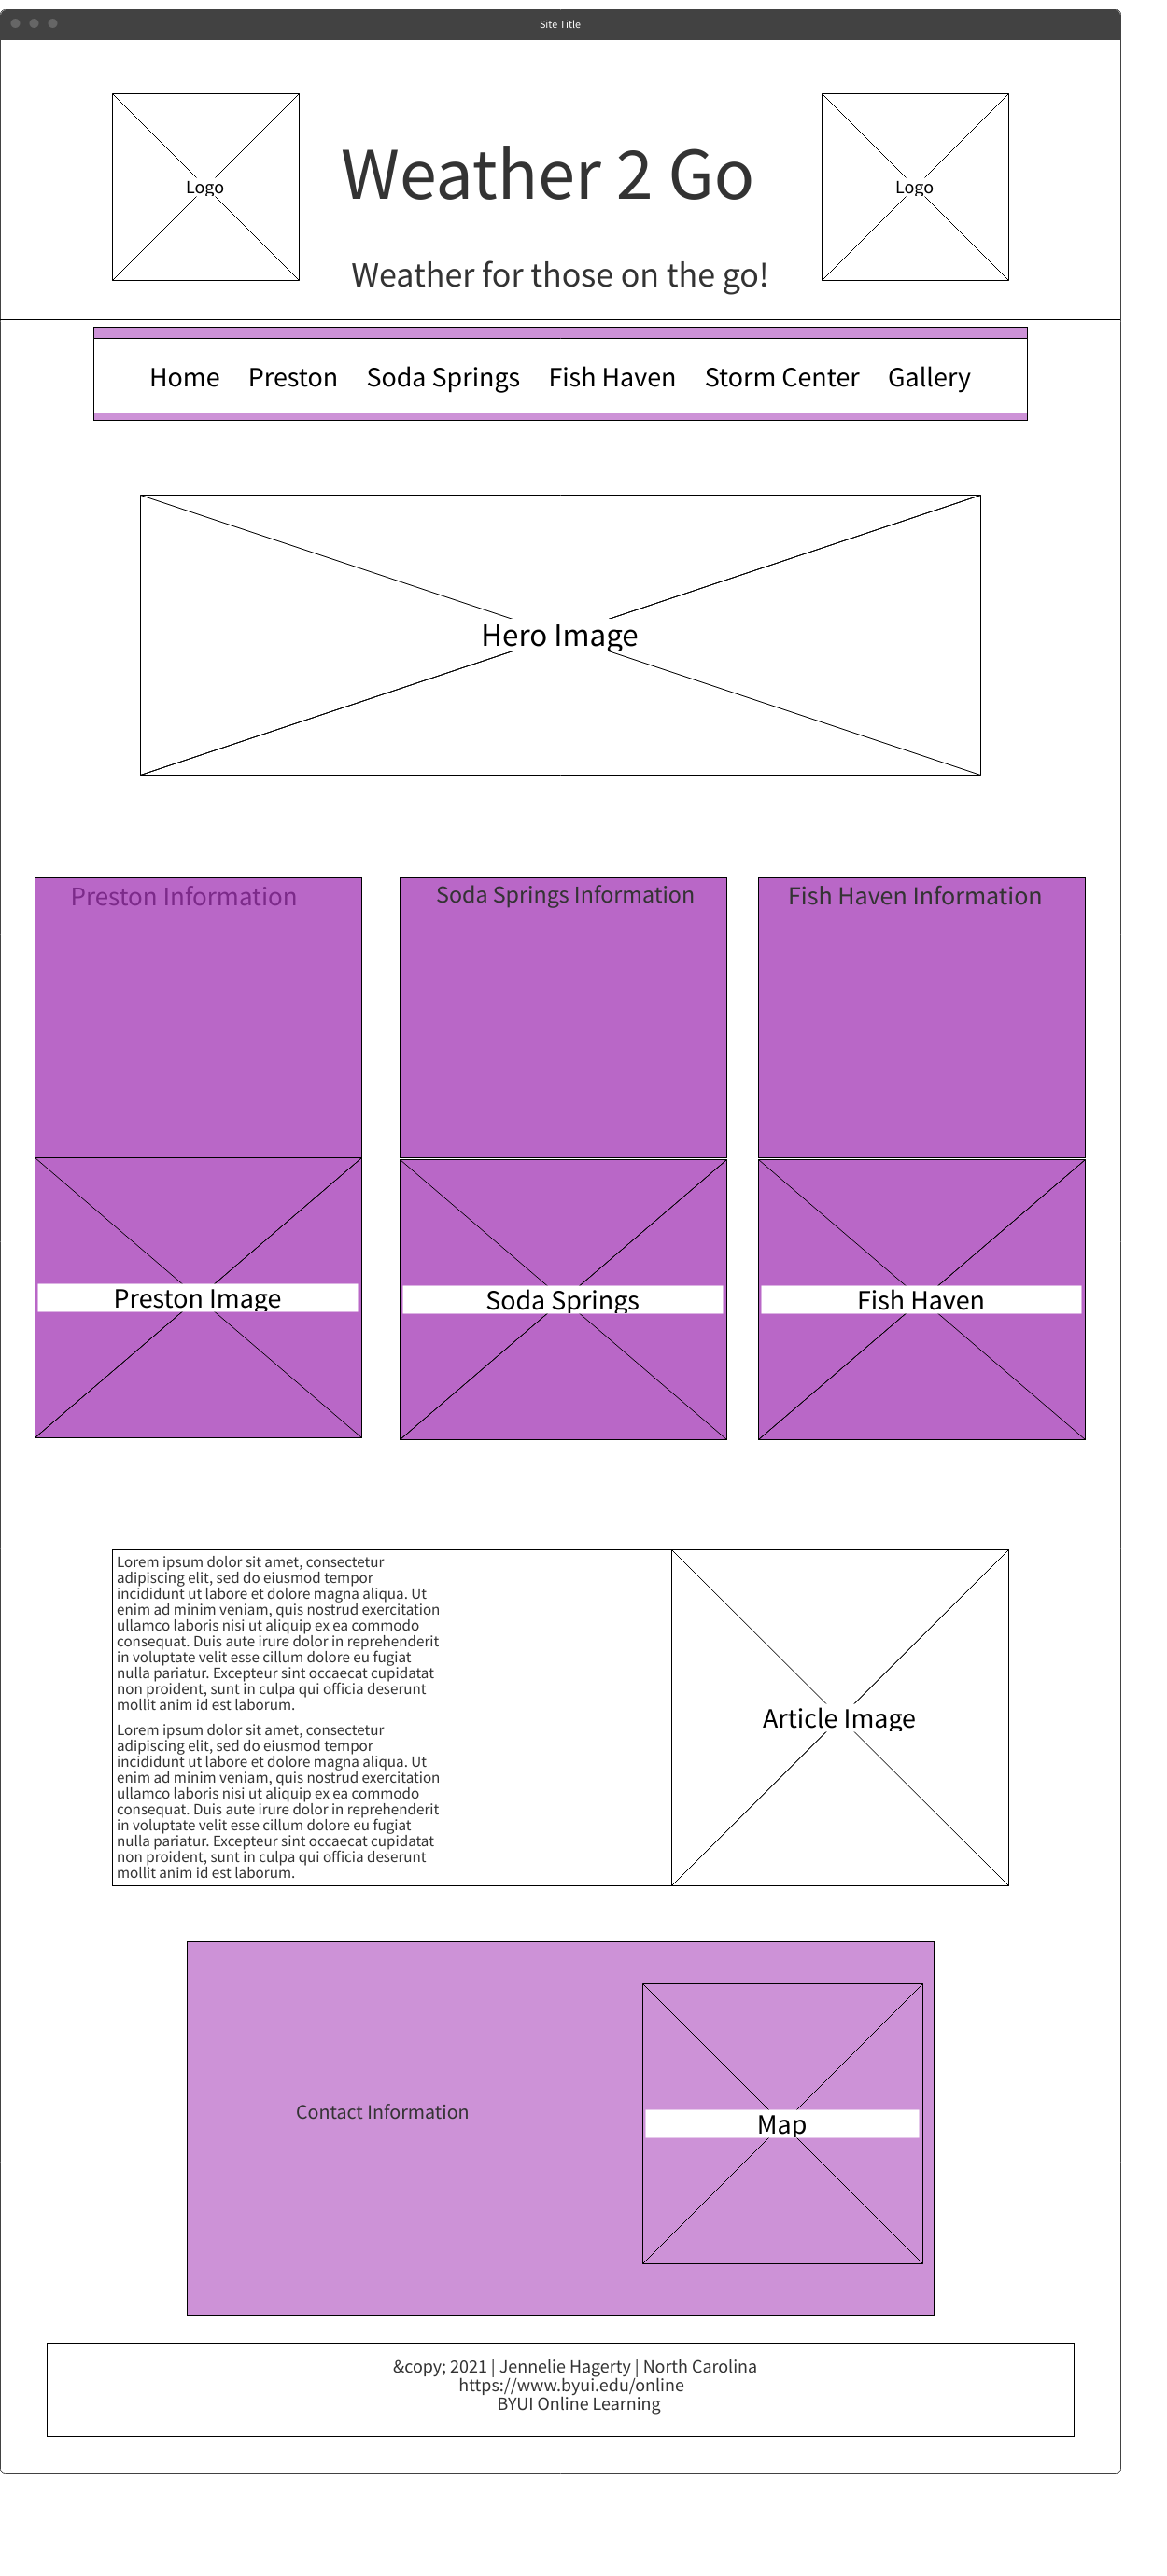 Site Title
Logo
Weather 2 Go
Logo
Weather for those on the go!
Home Preston Soda Springs Fish Haven Storm Center Gallery
Hero Image
Preston Information
Soda Springs Information
Fish Haven Information
Preston Image
Soda Springs
Fish Haven
Lorem ipsum dolor sit amet, consectetur
adipiscing elit, sed do eiusmod tempor
incididunt ut labore et dolore magna aliqua. Ut
enim ad minim veniam, quis nostrud exercitation
ullamco laboris nisi ut aliquip ex ea commodo
consequat. Duis aute irure dolor in reprehenderit
in voluptate velit esse cillum dolore eu fugiat
nulla pariatur. Excepteur sint occaecat cupidatat
non proident, sunt in culpa qui officia deserunt
mollit anim id est laborum.
Lorem ipsum dolor sit amet, consectetur
adipiscing elit, sed do eiusmod tempor
incididunt ut labore et dolore magna aliqua. Ut
enim ad minim veniam, quis nostrud exercitation
ullamco laboris nisi ut aliquip ex ea commodo
consequat. Duis aute irure dolor in reprehenderit
in voluptate velit esse cillum dolore eu fugiat
nulla pariatur. Excepteur sint occaecat cupidatat
non proident, sunt in culpa qui officia deserunt
mollit anim id est laborum.
Article Image
Contact Information
Map
&copy; 2021 | Jennelie Hagerty | North Carolina
https://www.byui.edu/online
BYUI Online Learning